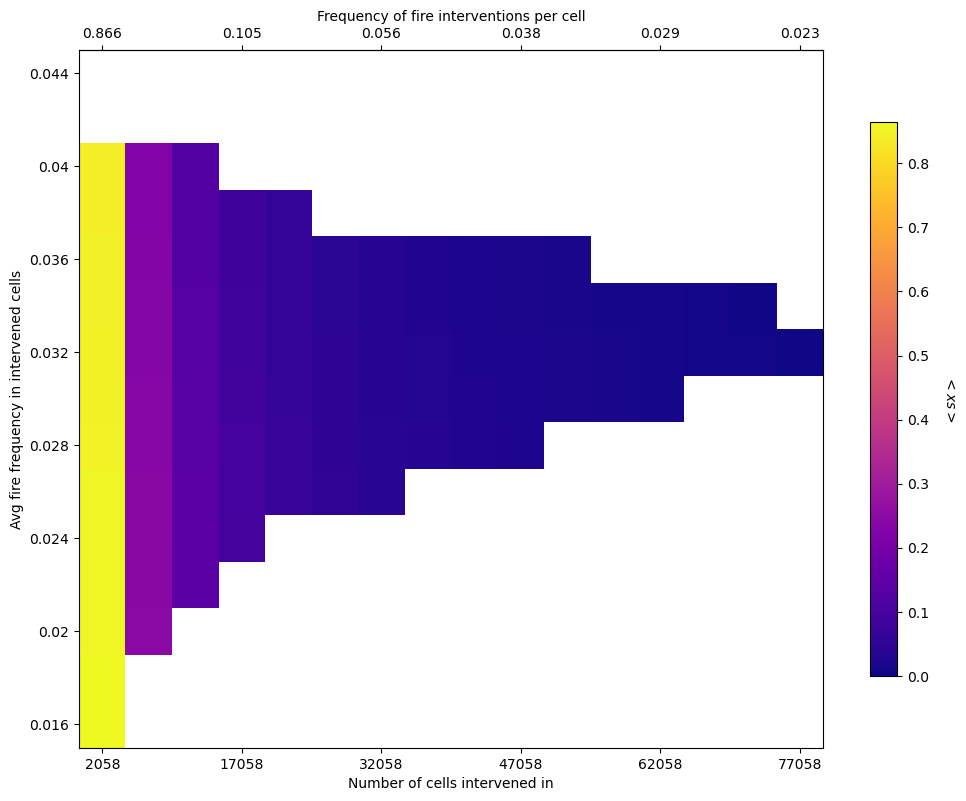 Frequency of fire interventions per cell
0.866 0.105 0.056 0.038 0.029 0.023
0.044
0.04
0.036
0.032
0.028
0.024
0.02
0.016
Avg fire frequency in intervened cells
2058 17058 32058 47058 62058 77058
Number of cells intervened in
0.8
0.7
0.6
0.5
0.4
0.3
0.2
0.1
0.0
< xs >